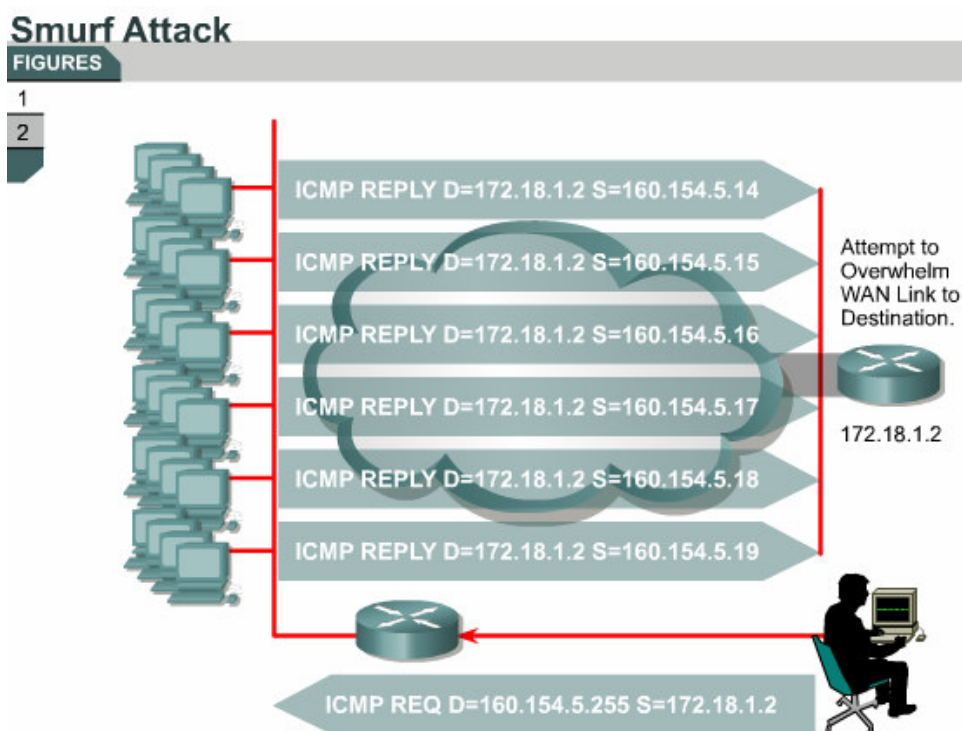 Smurf Attack
FIGURES
1
2
ICMP REPLY D=172.18.1.2 S=160.154.5.14
ICMP REPLY D=172.18.1.2 S=160.154.5.15
ICMP REPLY D=172.18.1.2 S=160.154.5.16
ICMP REPLY D=172.18.1.2 S=160.154.5.17
ICMP REPLY D=172.18.1.2 S=160.154.5.18
ICMP REPLY D=172.18.1.2 S=160.154.5.19
Attempt to
Overwhelm
WAN Link to
Destination.
172.18.1.2
ICMP REQ D=160.154.5.255 S=172.18.1.2